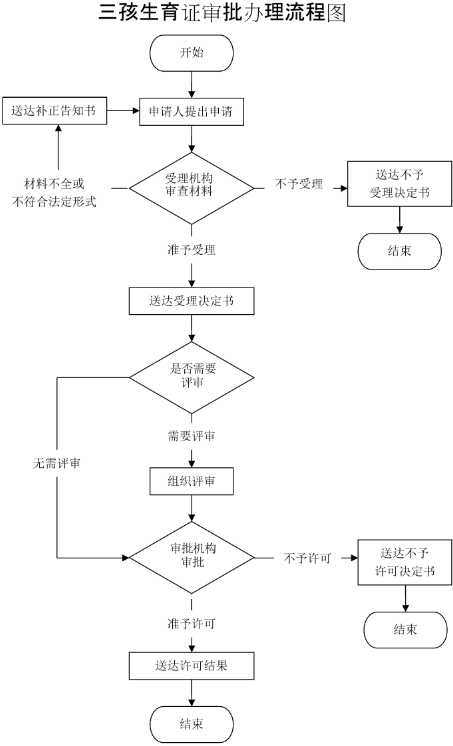 三孩生育证审批办理流程图
开始
送达补正告知书
申请人提出申请
材料不全或
不符合法定形式
受理机构
审查材料
不予受理
送达不予
受理决定书
结束
准予受理
送达受理决定书
是否需要
评审
无需评审
需要评审
组织评审
审批机构
审批
不予许可
送达不予
许可决定书
结束
准予许可
送达许可结果
结束